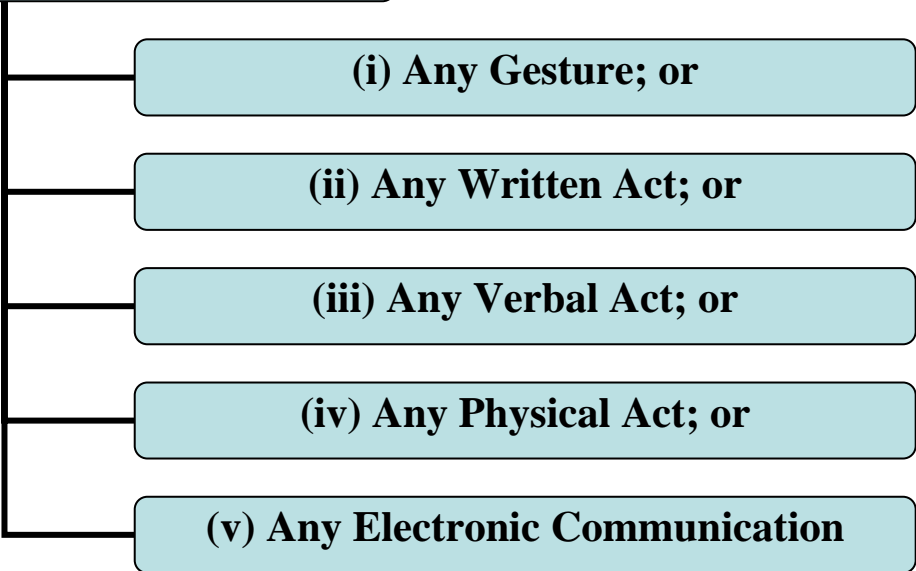 (i) Any Gesture; or
(ii) Any Written Act; or
(iii) Any Verbal Act; or
(iv) Any Physical Act; or
(v) Any Electronic Communication